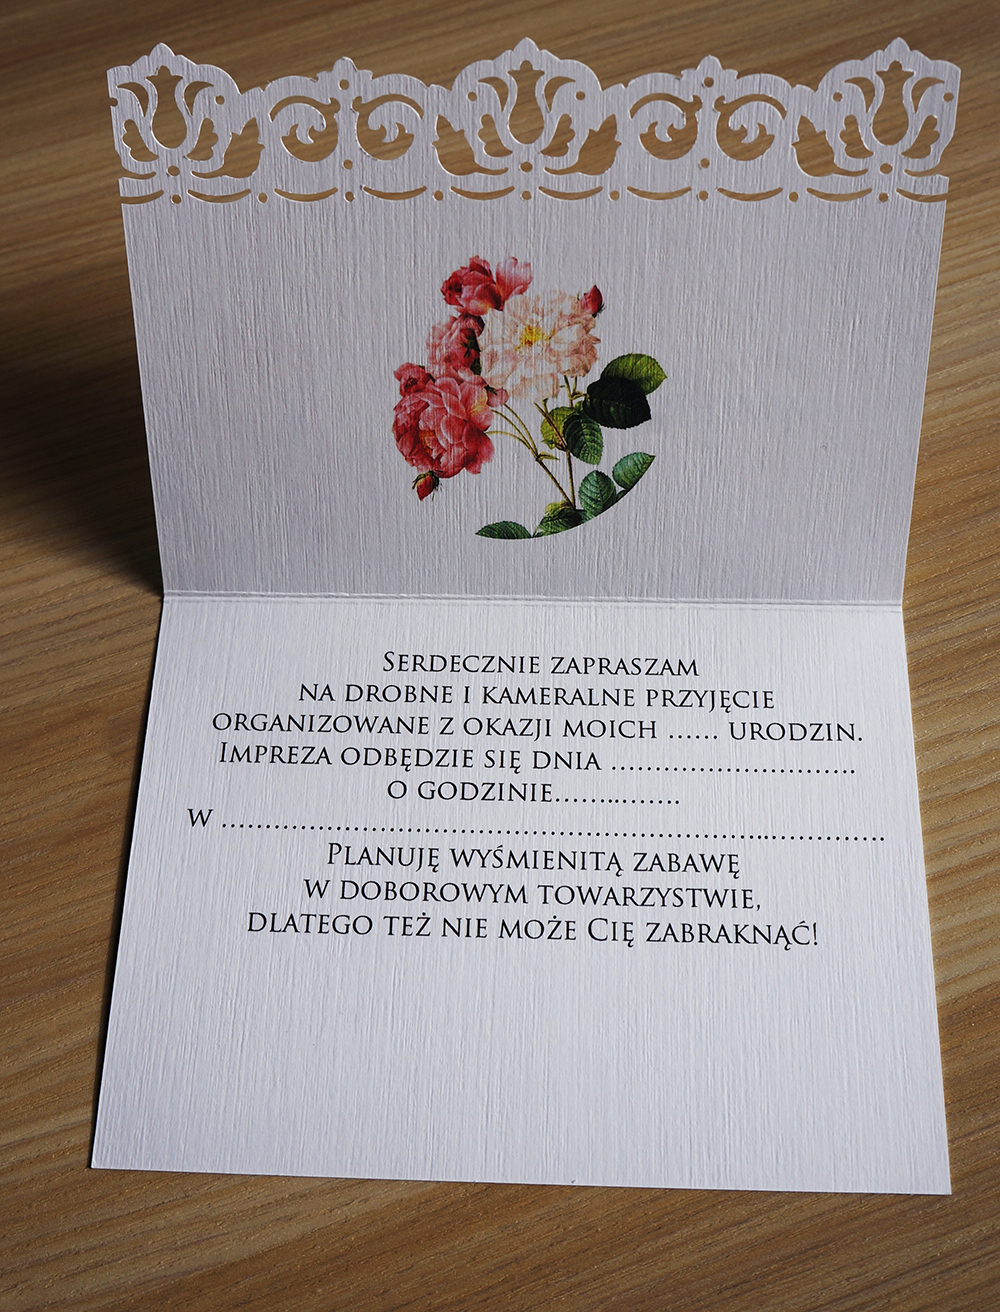 Serdecznie zapraszam
na drobne i kameralne przyjęcie
organizowane z okazji moich ...... urodzin.
Impreza odbędzie się dnia .................................
o godzinie..................
w ...........................................................................................
Planuję wyśmienitą zabawę
w doborowym towarzystwie,
dlatego też nie może Cię zabraknąć!